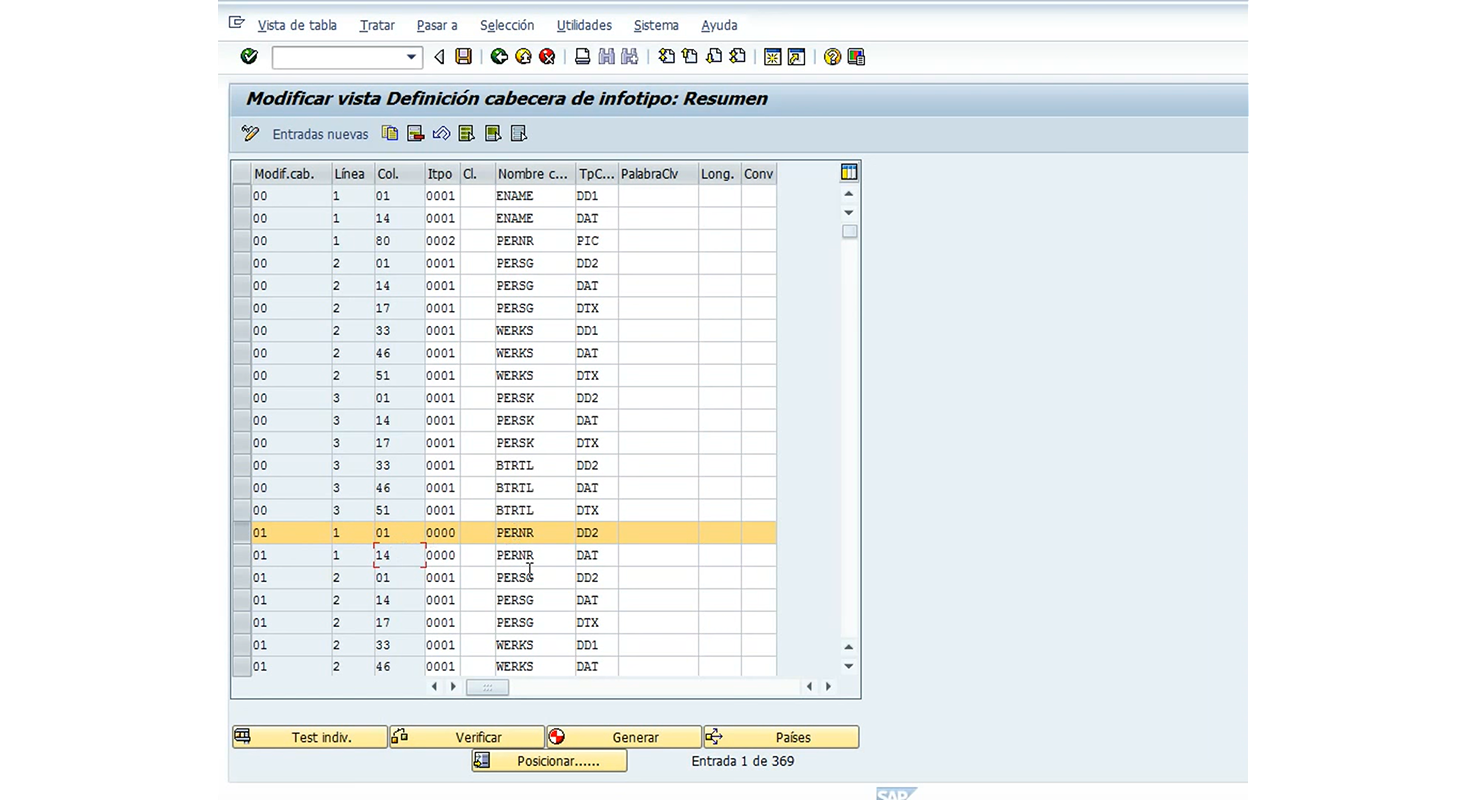 Vista de tabla Tratar Pasar a Selección Utilidades Sistema Ayuda
Modificar vista Definición cabecera de infotipo: Resumen
Entradas nuevas
Modif.cab. Línea Col. Itpo Cl. Nombre c... TpC... PalabraClv Long. Conv
00 1 01 0001 ENAME DD1
00 1 14 0001 ENAME DAT
00 1 80 0002 PERNR PIC
00 2 01 0001 PERSG DD2
00 2 14 0001 PERSG DAT
00 2 17 0001 PERSG DTX
00 2 33 0001 WERKS DD1
00 2 46 0001 WERKS DAT
00 2 51 0001 WERKS DTX
00 3 01 0001 PERSK DD2
00 3 14 0001 PERSK DAT
00 3 17 0001 PERSK DTX
00 3 33 0001 BTRTL DD2
00 3 46 0001 BTRTL DAT
00 3 51 0001 BTRTL DTX
01 1 01 0000 PERNR DD2
01 1 14 0000 PERNR DAT
01 2 01 0001 PERSG DD2
01 2 14 0001 PERSG DAT
01 2 17 0001 PERSG DTX
01 2 33 0001 WERKS DD1
01 2 46 0001 WERKS DAT
Test indiv. Verificar Generar Países
Posicionar...... Entrada 1 de 369
SAP